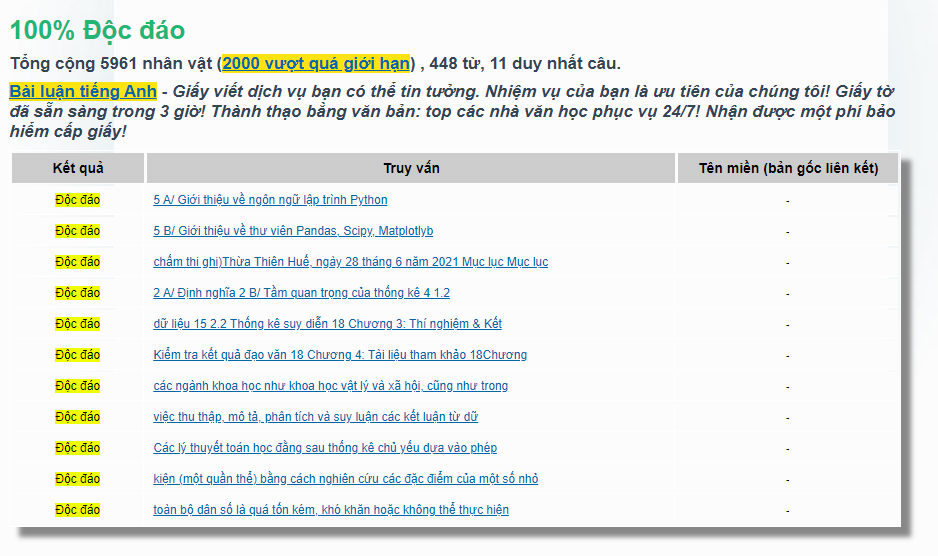 100% Độc đáo
Tổng cộng 5961 nhân vật (2000 vượt quá giới hạn) , 448 từ, 11 duy nhất câu.
Bài luận tiếng Anh - Giấy viết dịch vụ bạn có thể tin tưởng. Nhiệm vụ của bạn là ưu tiên của chúng tôi! Giấy tờ
đã sẵn sàng trong 3 giờ! Thành thạo bằng văn bản: top các nhà văn học phục vụ 24/7! Nhận được một phí bảo
hiểm cấp giấy!
Kết quả Truy vấn Tên miền (bản gốc liên kết)
Độc đáo 5 A/ Giới thiệu về ngôn ngữ lập trình Python -
Độc đáo 5 B/ Giới thiệu về thư viên Pandas, Scipy, Matplotlyb -
Độc đáo chấm thi ghi)Thừa Thiên Huế, ngày 28 tháng 6 năm 2021 Mục lục Mục lục -
Độc đáo 2 A/ Định nghĩa 2 B/ Tầm quan trọng của thống kê 4 1.2 -
Độc đáo dữ liệu 15 2.2 Thống kê suy diễn 18 Chương 3: Thí nghiệm & Kết -
Độc đáo Kiểm tra kết quả đạo văn 18 Chương 4: Tài liệu tham khảo 18Chương -
Độc đáo các ngành khoa học như khoa học vật lý và xã hội, cũng như trong -
Độc đáo việc thu thập, mô tả, phân tích và suy luận các kết luận từ dữ -
Độc đáo Các lý thuyết toán học đằng sau thống kê chủ yếu dựa vào phép -
Độc đáo kiện (một quần thể) bằng cách nghiên cứu các đặc điểm của một số nhỏ -
Độc đáo toàn bộ dân số là quá tốn kém, khó khăn hoặc không thể thực hiện -